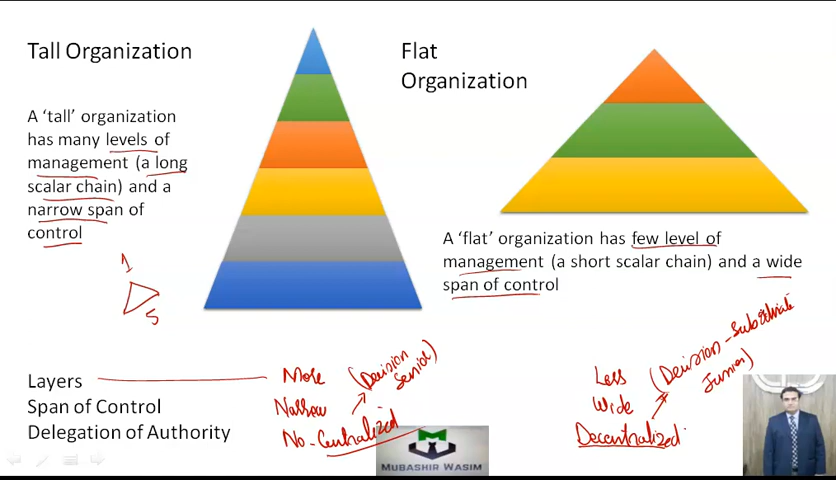 Tall Organization
A ‘tall’ organization
has many levels of
management (a long
scalar chain) and a
narrow span of
control
1
5
Flat
Organization
A ‘flat’ organization has few level of
management (a short scalar chain) and a wide
span of control
Layers
Span of Control
Delegation of Authority
More
Narrow
No-Centralized
(Decision
Senior)
Less
Wide
Decentralized
(Decision-Subordinate
Junior)
MUBASHIR WASIM